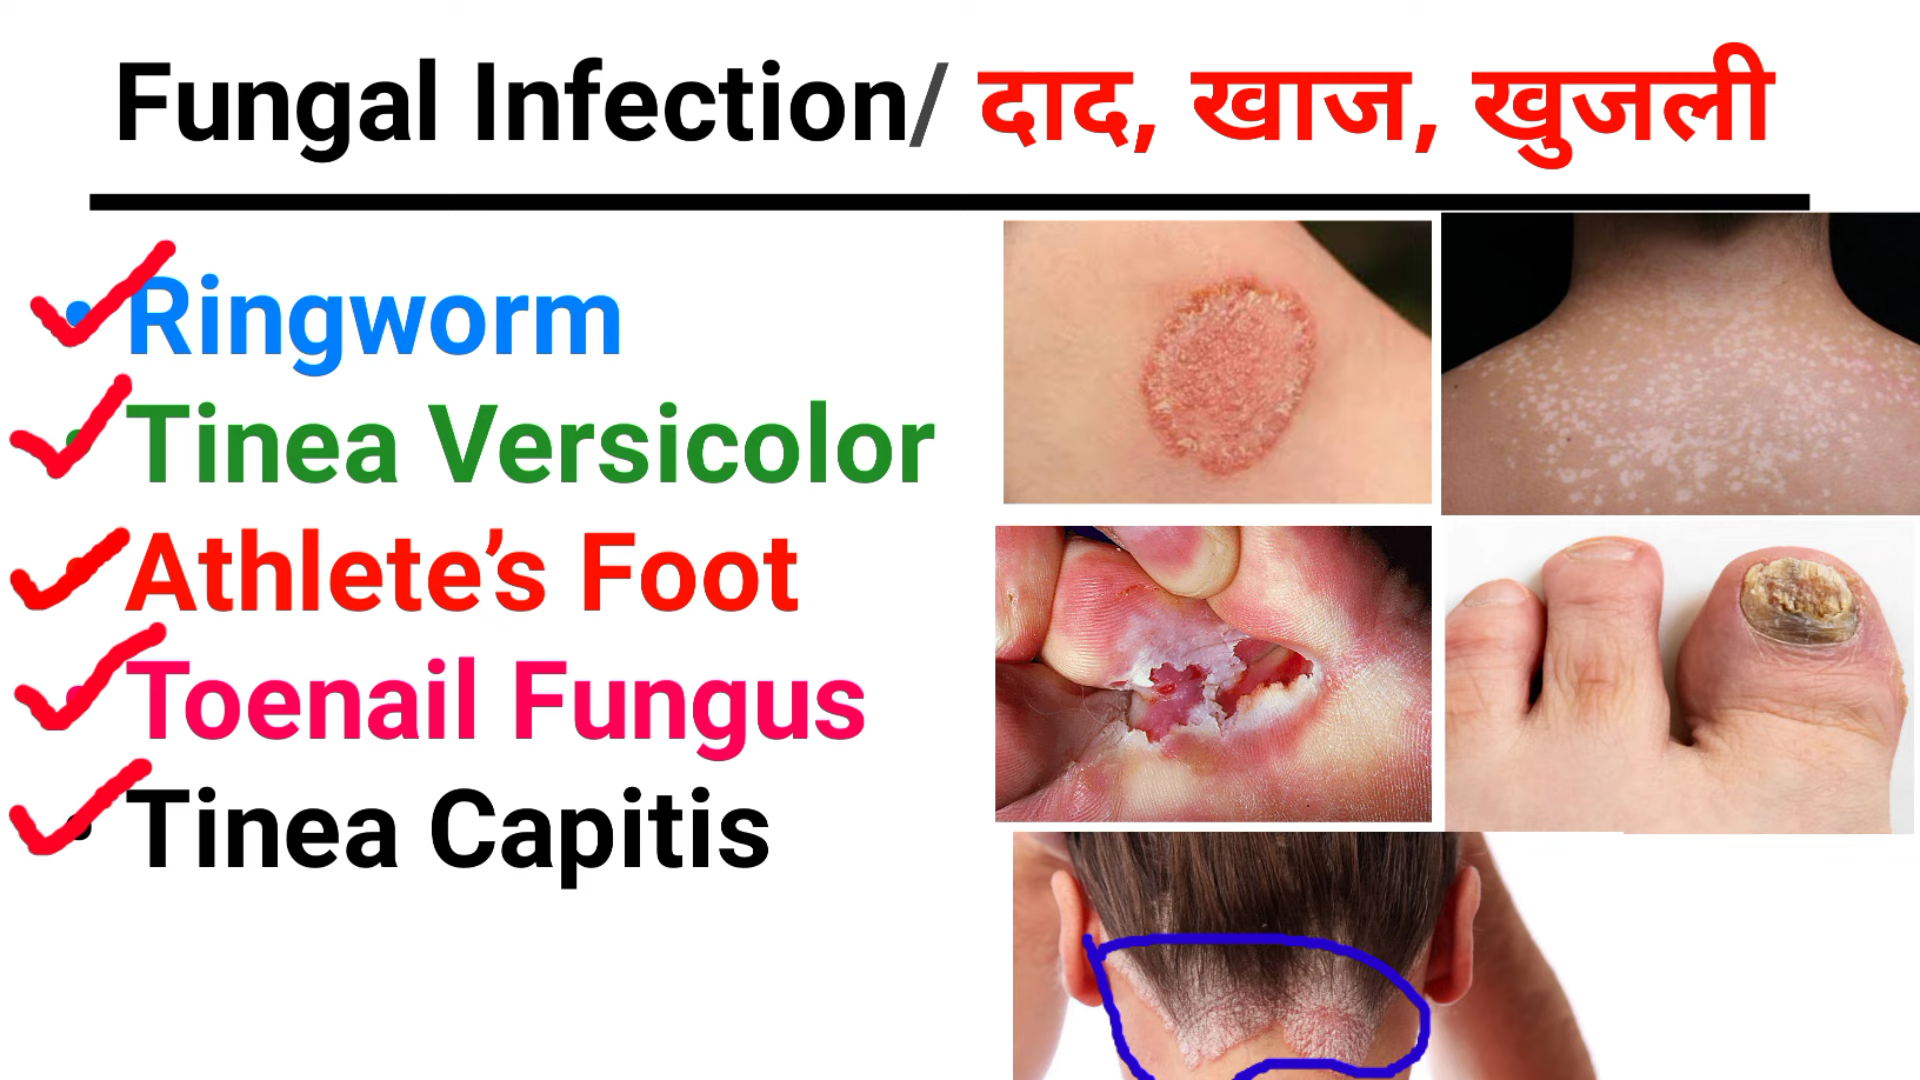 Fungal Infection/ दाद, खाज, खुजली
• Ringworm
• Tinea Versicolor
• Athlete’s Foot
• Toenail Fungus
• Tinea Capitis